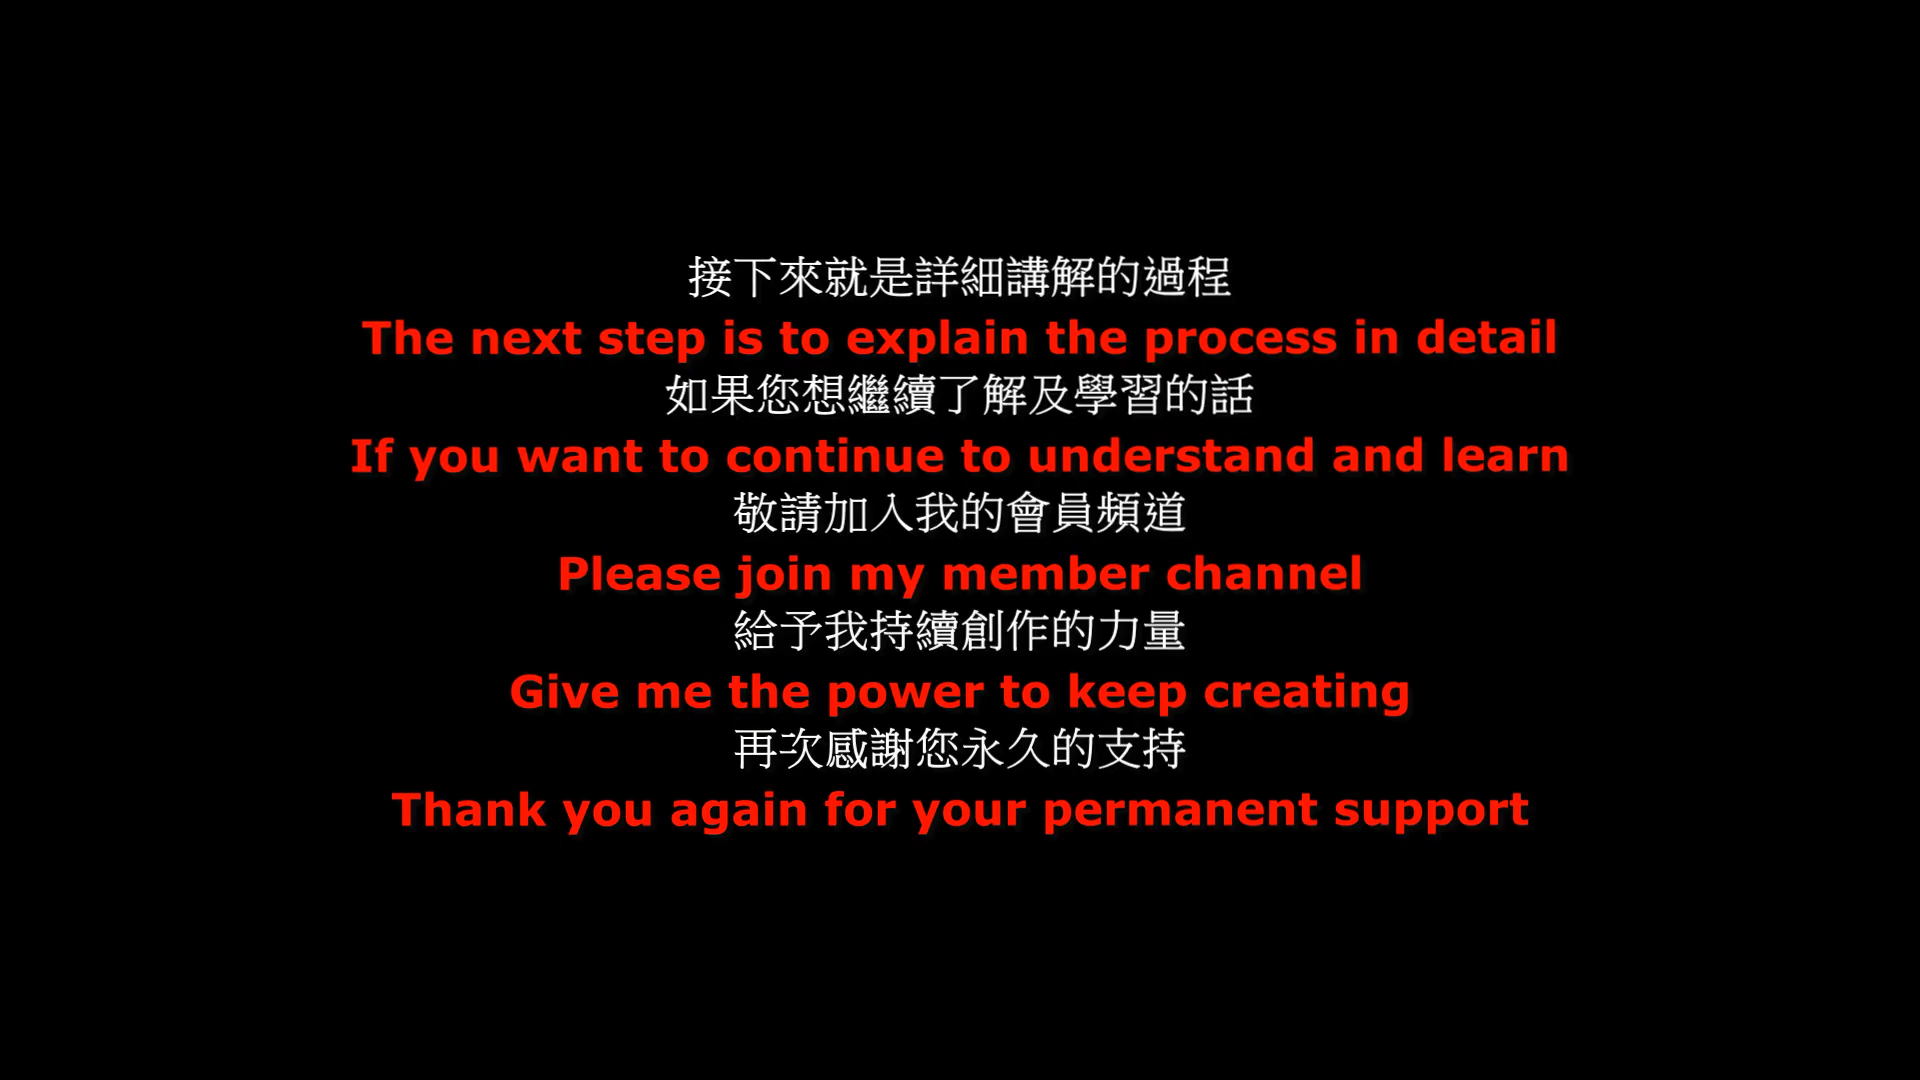 接下來就是詳細講解的過程
The next step is to explain the process in detail
如果您想繼續了解及學習的話
If you want to continue to understand and learn
敬請加入我的會員頻道
Please join my member channel
給予我持續創作的力量
Give me the power to keep creating
再次感謝您永久的支持
Thank you again for your permanent support